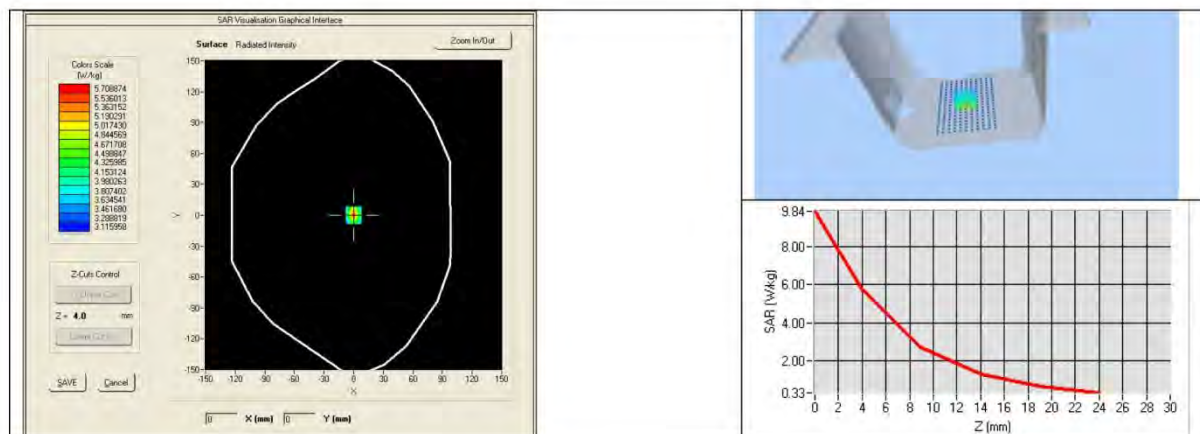 SAR Visualisation Graphical Interface
Surface Radiated Intensity
Zoom In/Out
Colors Scale
(W/kg)
5.708874
5.536013
5.363152
5.190291
5.017430
4.844569
4.671708
4.498847
4.325985
4.153124
3.980263
3.807402
3.634541
3.461680
3.288819
3.115958
Z-Cuts Control
Z = 4.0 mm
SAVE
Cancel
150
120
90
60
30
0
-30
-60
-90
-120
-150
Y
-150 -120 -90 -60 -30 0 30 60 90 120 150
X
0 X (mm) 0 Y (mm)
9.84
8.00
6.00
4.00
2.00
0.33
SAR (W/kg)
0 2 4 6 8 10 12 14 16 18 20 22 24 26 28 30
Z (mm)